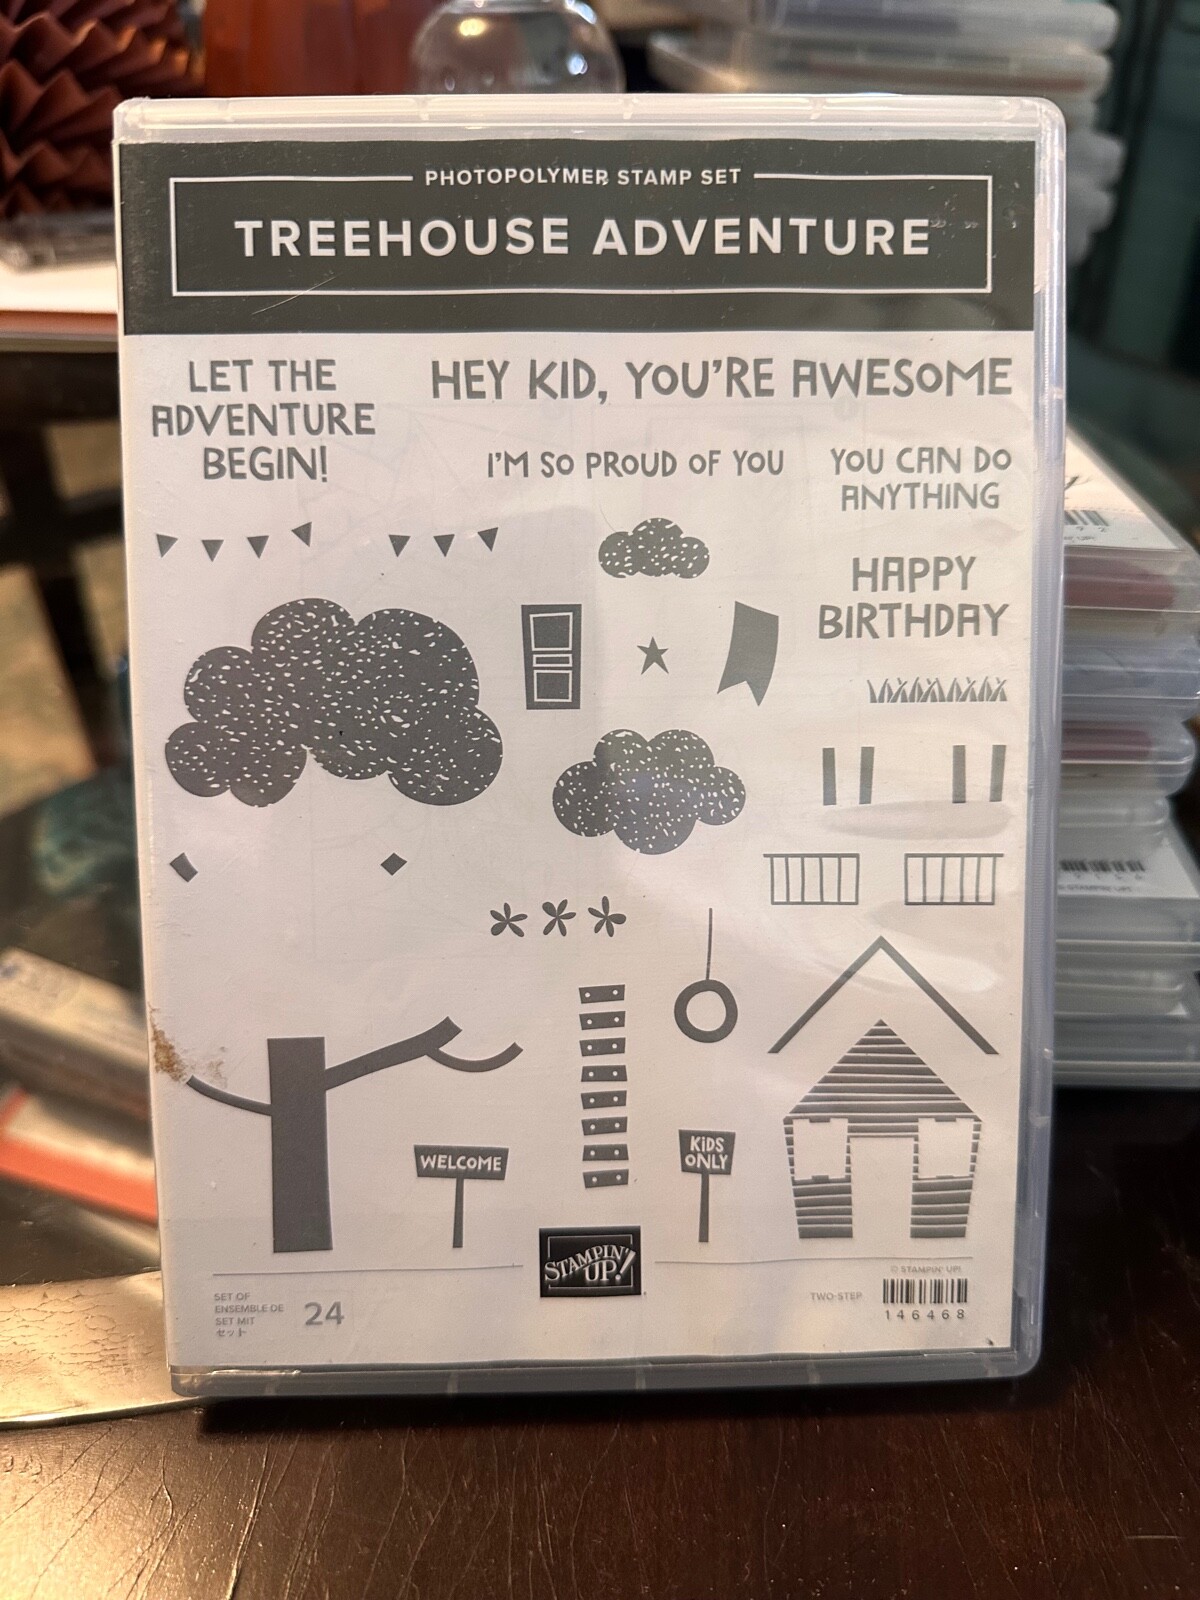 PHOTOPOLYMER STAMP SET
TREEHOUSE ADVENTURE
LET THE
ADVENTURE
BEGIN!
HEY KID, YOU'RE AWESOME
I'M SO PROUD OF YOU
YOU CAN DO
ANYTHING
HAPPY
BIRTHDAY
WELCOME
KIDS
ONLY
STAMPIN'
UP!
SET OF
ENSEMBLE DE
SET MIT
セット
24
TWO-STEP
© STAMPIN' UP!
146468
© STAMPIN' UP!